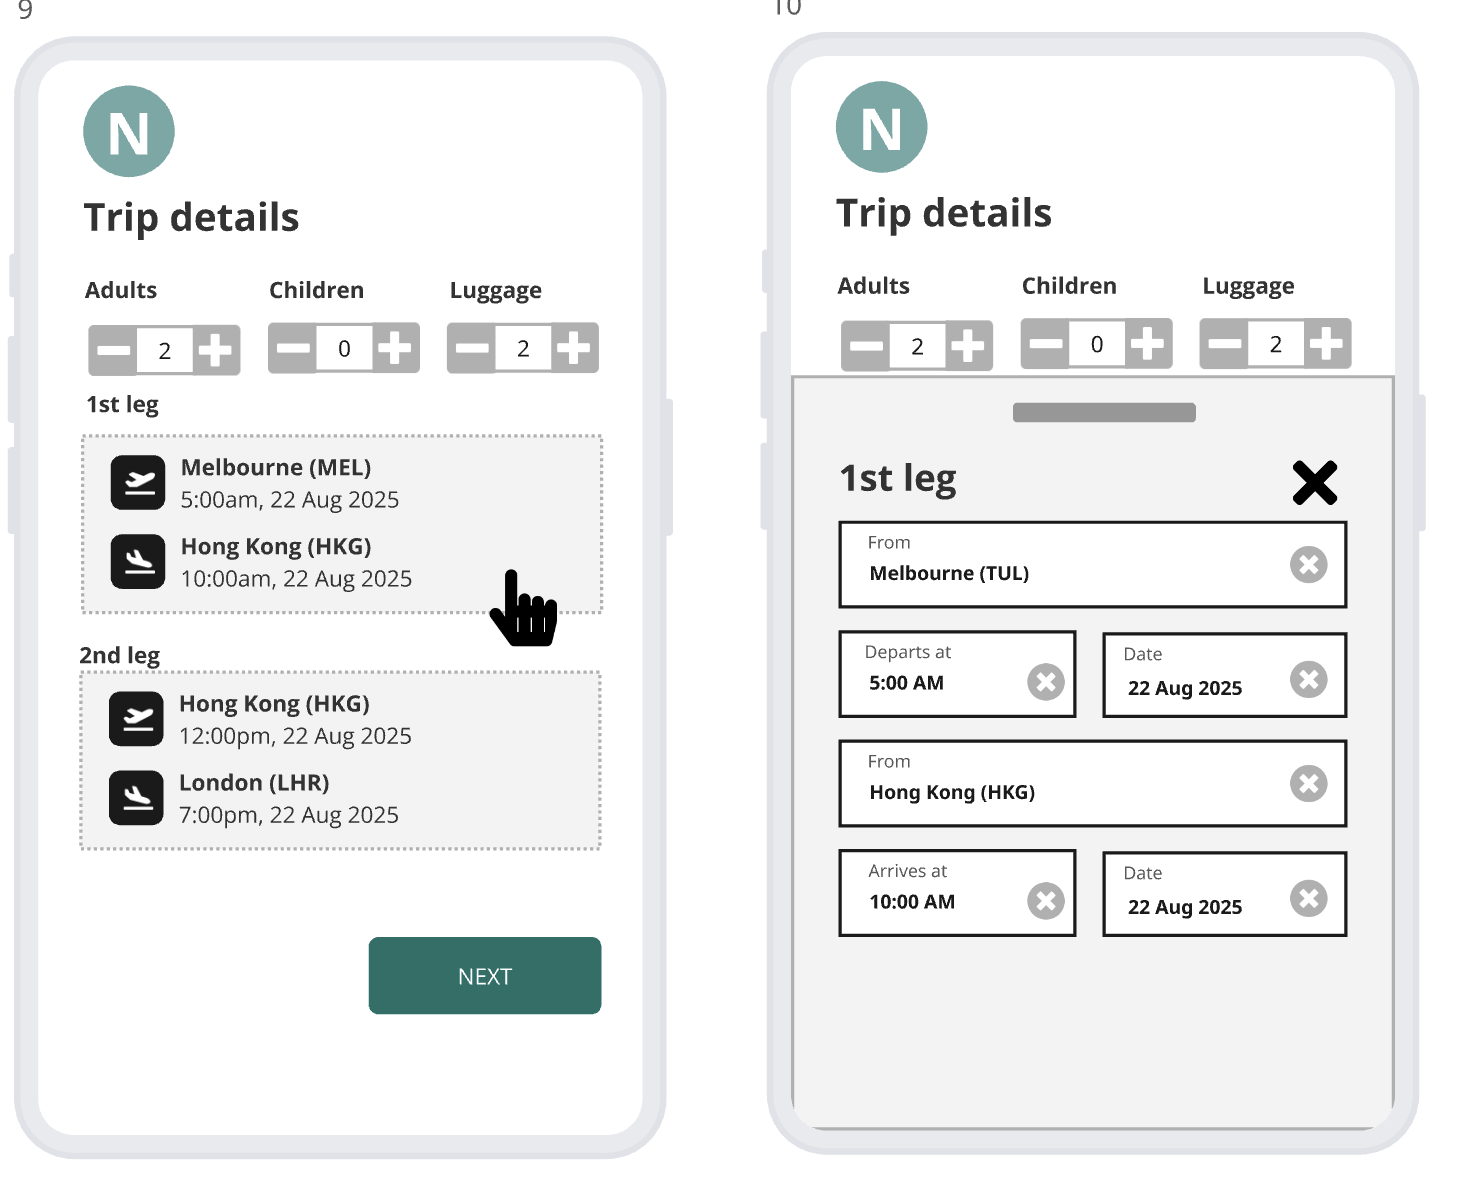 9
N
Trip details
Adults Children Luggage
2 0 2
1st leg
Melbourne (MEL)
5:00am, 22 Aug 2025
Hong Kong (HKG)
10:00am, 22 Aug 2025
2nd leg
Hong Kong (HKG)
12:00pm, 22 Aug 2025
London (LHR)
7:00pm, 22 Aug 2025
NEXT
10
N
Trip details
Adults Children Luggage
2 0 2
1st leg
From
Melbourne (TUL)
Departs at
5:00 AM
Date
22 Aug 2025
From
Hong Kong (HKG)
Arrives at
10:00 AM
Date
22 Aug 2025